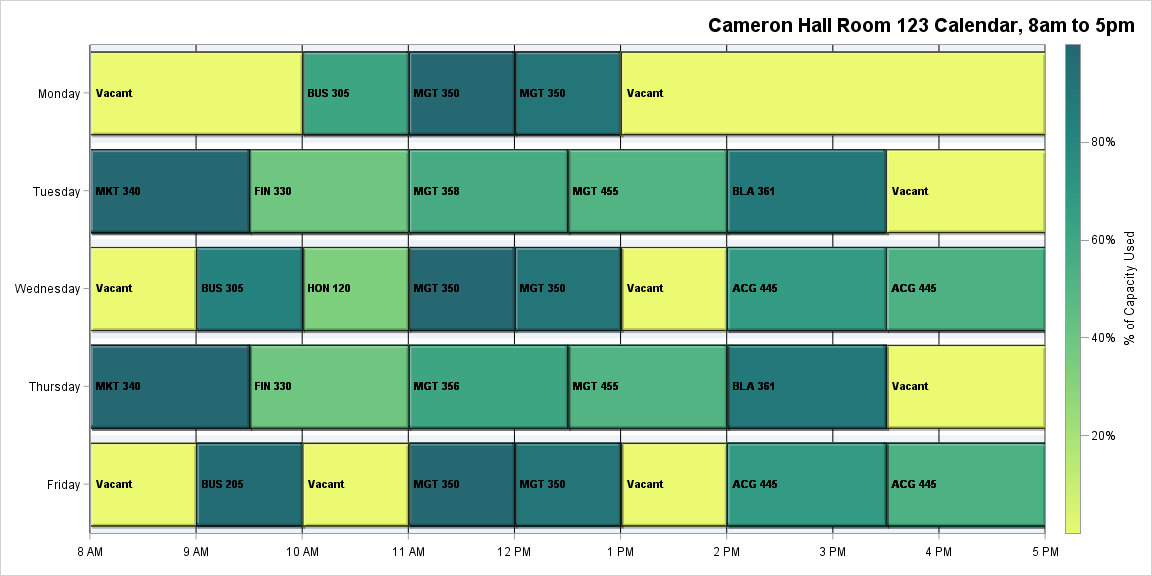 Cameron Hall Room 123 Calendar, 8am to 5pm
Monday
Vacant
BUS 305
MGT 350
MGT 350
Vacant
Tuesday
MKT 340
FIN 330
MGT 358
MGT 455
BLA 361
Vacant
Wednesday
Vacant
BUS 305
HON 120
MGT 350
MGT 350
Vacant
ACG 445
ACG 445
Thursday
MKT 340
FIN 330
MGT 356
MGT 455
BLA 361
Vacant
Friday
Vacant
BUS 205
Vacant
MGT 350
MGT 350
Vacant
ACG 445
ACG 445
8 AM
9 AM
10 AM
11 AM
12 PM
1 PM
2 PM
3 PM
4 PM
5 PM
80%
60%
40%
20%
% of Capacity Used